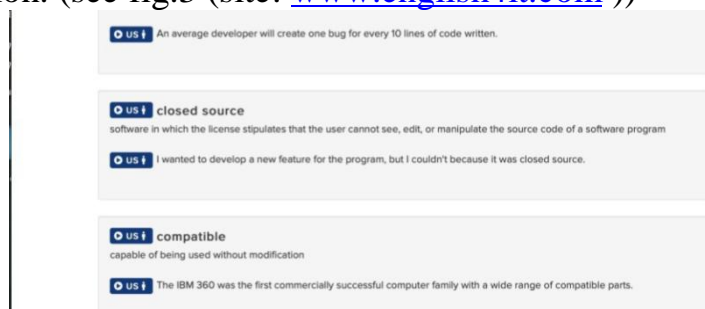 on. (see fig.3 (site: www.english4it.com ))
US An average developer will create one bug for every 10 lines of code written.
US closed source
software in which the license stipulates that the user cannot see, edit, or manipulate the source code of a software program
US I wanted to develop a new feature for the program, but I couldn't because it was closed source.
US compatible
capable of being used without modification
US The IBM 360 was the first commercially successful computer family with a wide range of compatible parts.